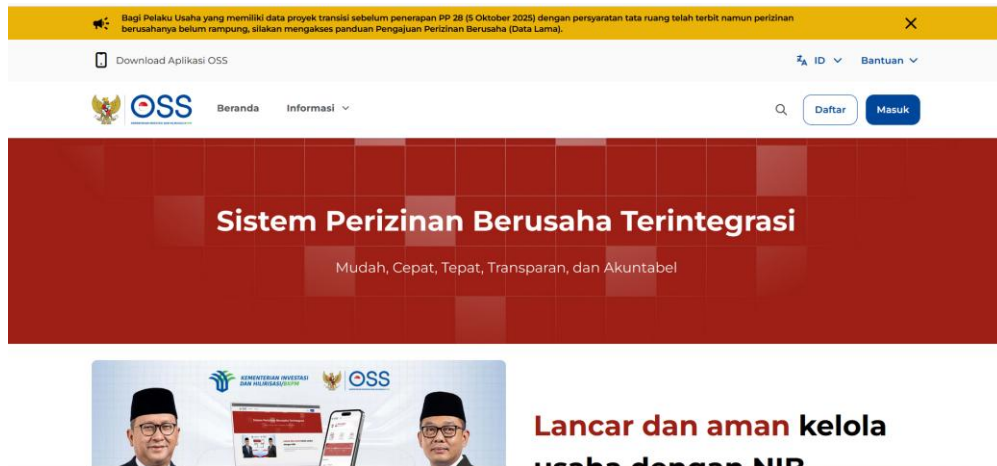 Bagi Pelaku Usaha yang memiliki data proyek transisi sebelum penerapan PP 28 (5 Oktober 2025) dengan persyaratan tata ruang telah terbit namun perizinan
berusahanya belum rampung, silakan mengakses panduan Pengajuan Perizinan Berusaha (Data Lama).
Download Aplikasi OSS
ID
Bantuan
OSS
Beranda
Informasi
Daftar
Masuk
Sistem Perizinan Berusaha Terintegrasi
Mudah, Cepat, Tepat, Transparan, dan Akuntabel
KEMENTERIAN INVESTASI
DAN HILIRISASI/BKPM
OSS
Lancar dan aman kelola
usaha dengan NIB